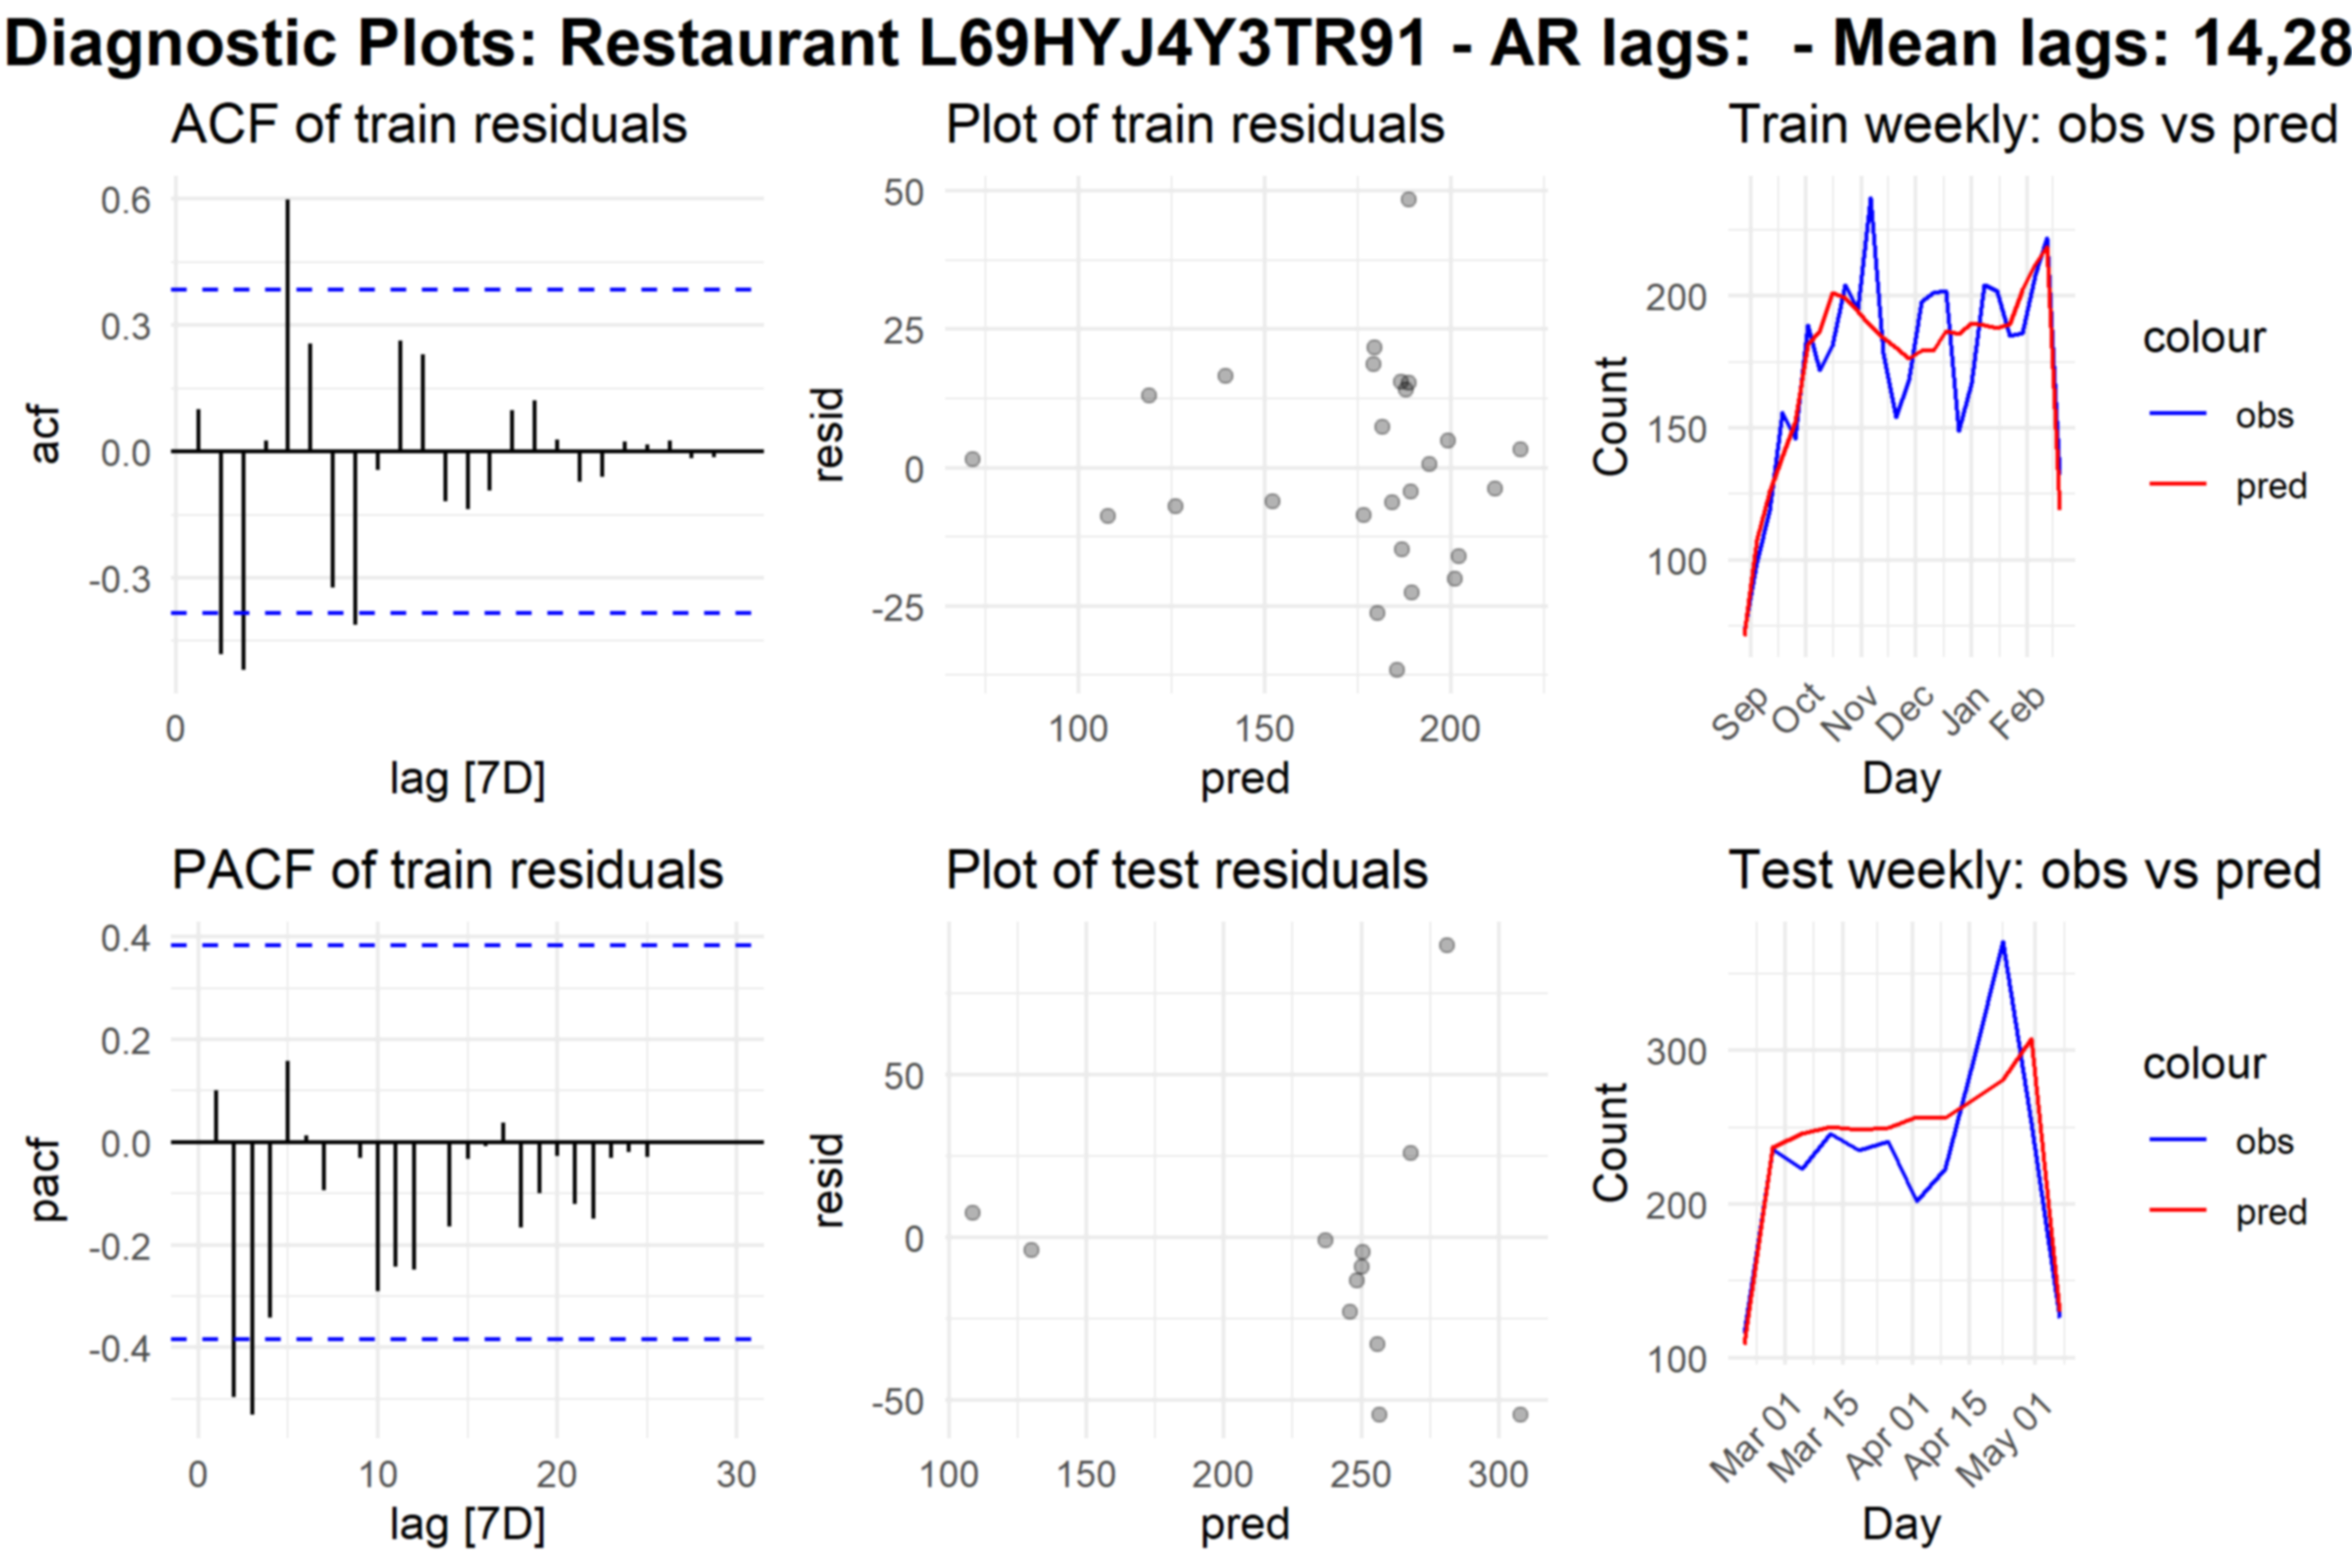 Diagnostic Plots: Restaurant L69HYJ4Y3TR91 - AR lags:  - Mean lags: 14,28
ACF of train residuals
0.6
0.3
0.0
-0.3
acf
0
lag [7D]
Plot of train residuals
50
25
0
-25
resid
100 150 200
pred
Train weekly: obs vs pred
200
150
100
Count
Sep Oct Nov Dec Jan Feb
Day
colour
obs
pred
PACF of train residuals
0.4
0.2
0.0
-0.2
-0.4
pacf
0 10 20 30
lag [7D]
Plot of test residuals
50
0
-50
resid
100 150 200 250 300
pred
Test weekly: obs vs pred
300
200
100
Count
Mar 01 Mar 15 Apr 01 Apr 15 May 01
Day
colour
obs
pred